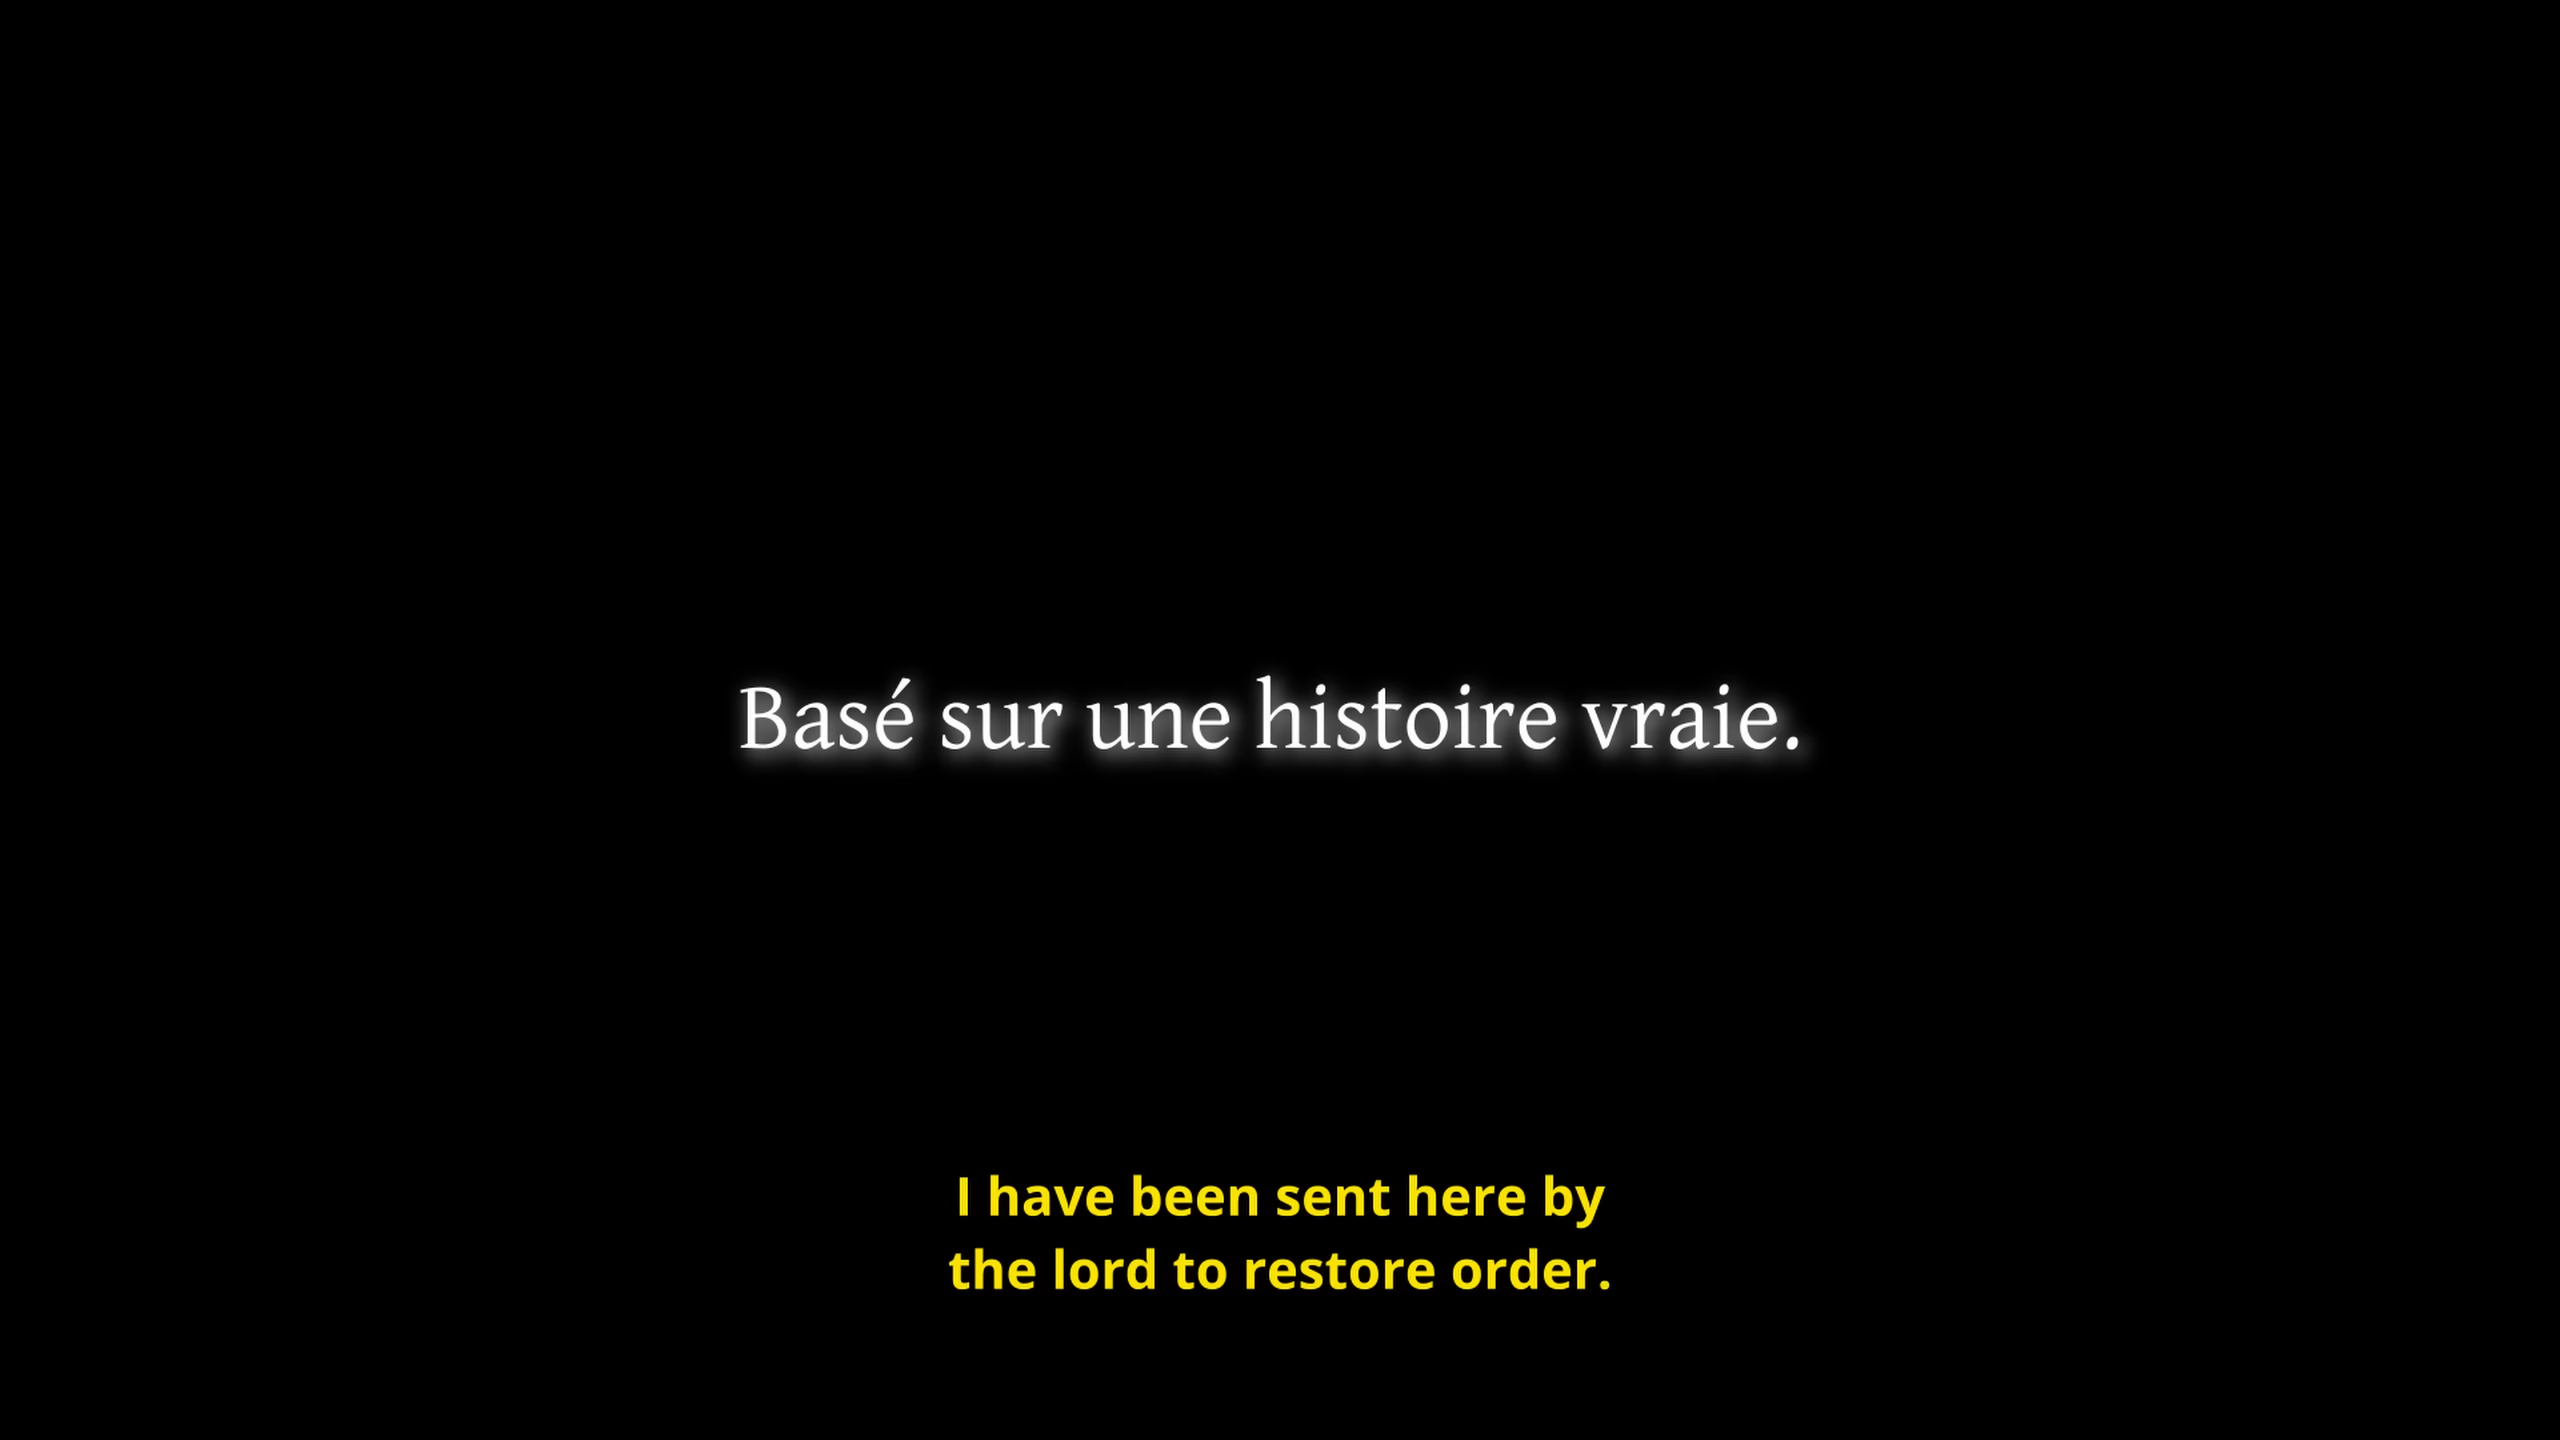 Basé sur une histoire vraie.
I have been sent here by
the lord to restore order.